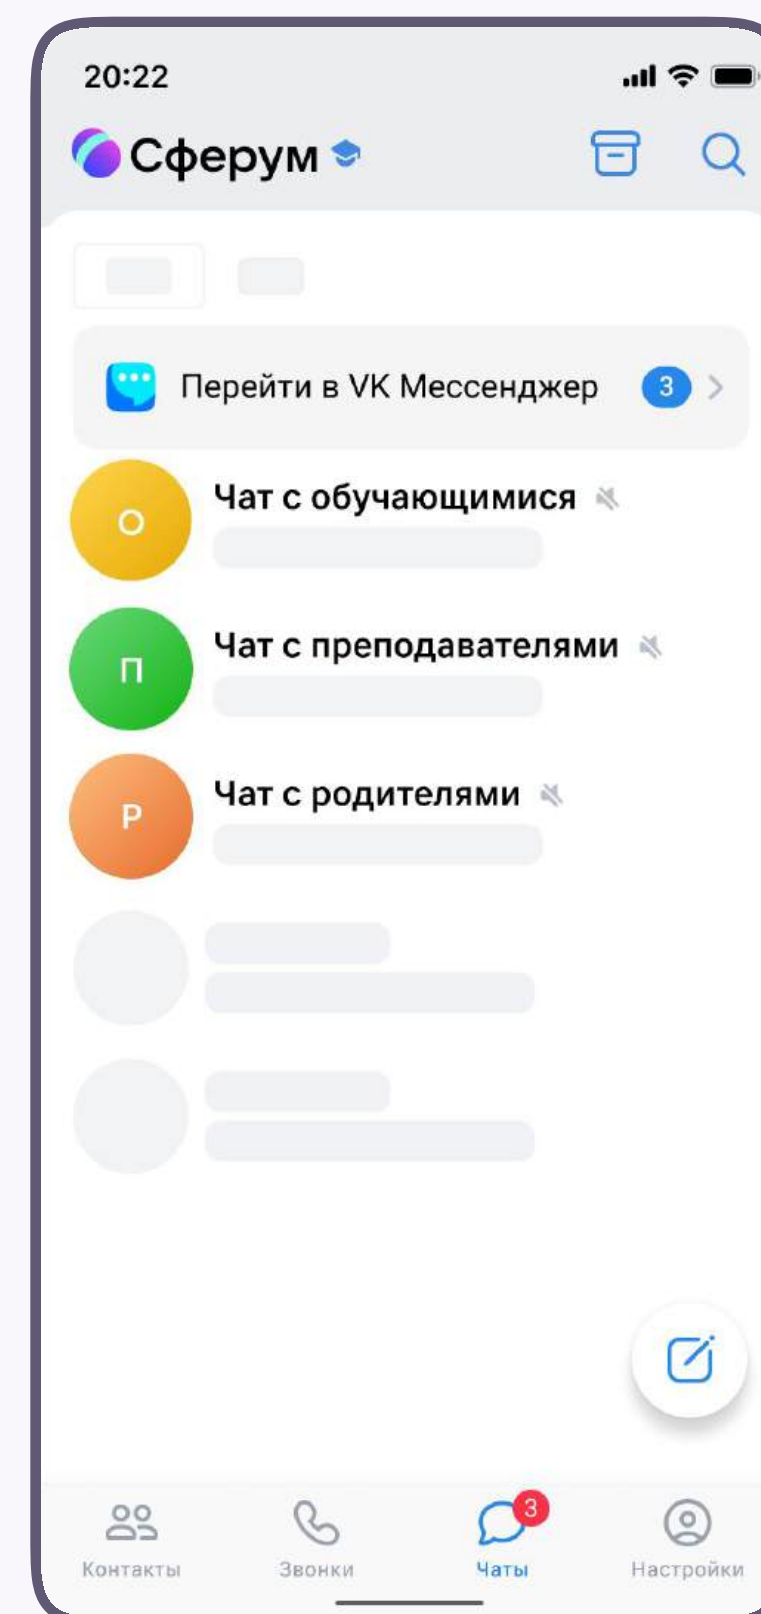 20:22
Сферум
Перейти в VK Мессенджер 3
О
Чат с обучающимися
П
Чат с преподавателями
Р
Чат с родителями
3
Контакты Звонки Чаты Настройки